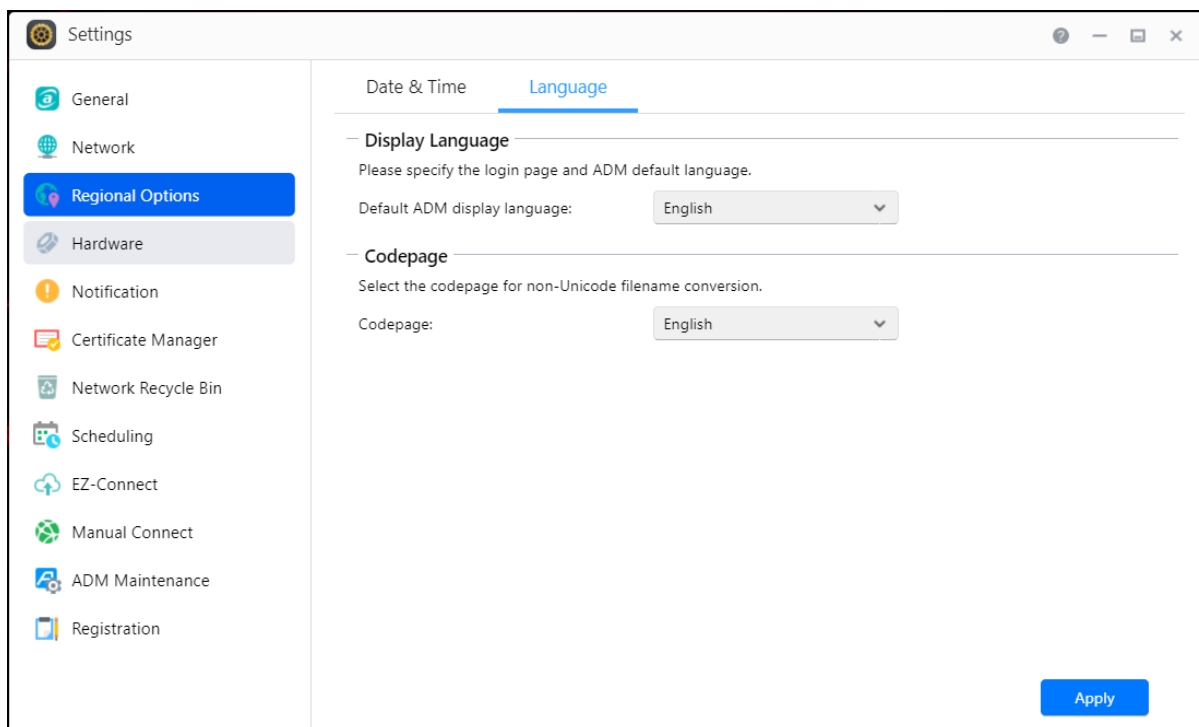 Settings
General
Network
Regional Options
Hardware
Notification
Certificate Manager
Network Recycle Bin
Scheduling
EZ-Connect
Manual Connect
ADM Maintenance
Registration
Date & Time
Language
Display Language
Please specify the login page and ADM default language.
Default ADM display language: English
Codepage
Select the codepage for non-Unicode filename conversion.
Codepage: English
Apply